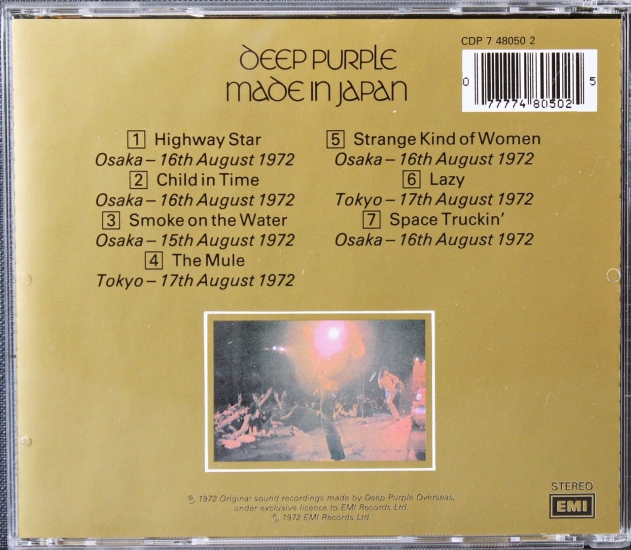 DEEP PURPLE
MADE IN JAPAN
CDP 7 48050 2
0 77774 80502 5
1 Highway Star
Osaka – 16th August 1972
2 Child in Time
Osaka – 16th August 1972
3 Smoke on the Water
Osaka – 15th August 1972
4 The Mule
Tokyo – 17th August 1972
5 Strange Kind of Women
Osaka – 16th August 1972
6 Lazy
Tokyo – 17th August 1972
7 Space Truckin'
Osaka – 16th August 1972
℗ 1972 Original sound recordings made by Deep Purple Overseas,
under exclusive licence to EMI Records Ltd.
℗ 1972 EMI Records Ltd.
STEREO
EMI